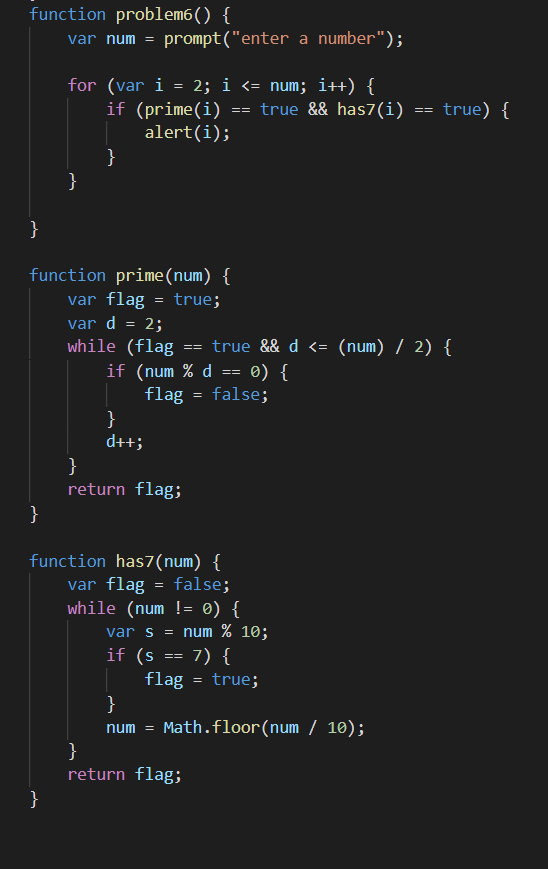 function problem6() {
    var num = prompt("enter a number");
    for (var i = 2; i <= num; i++) {
        if (prime(i) == true && has7(i) == true) {
            alert(i);
        }
    }
}
function prime(num) {
    var flag = true;
    var d = 2;
    while (flag == true && d <= (num) / 2) {
        if (num % d == 0) {
            flag = false;
        }
        d++;
    }
    return flag;
}
function has7(num) {
    var flag = false;
    while (num != 0) {
        var s = num % 10;
        if (s == 7) {
            flag = true;
        }
        num = Math.floor(num / 10);
    }
    return flag;
}